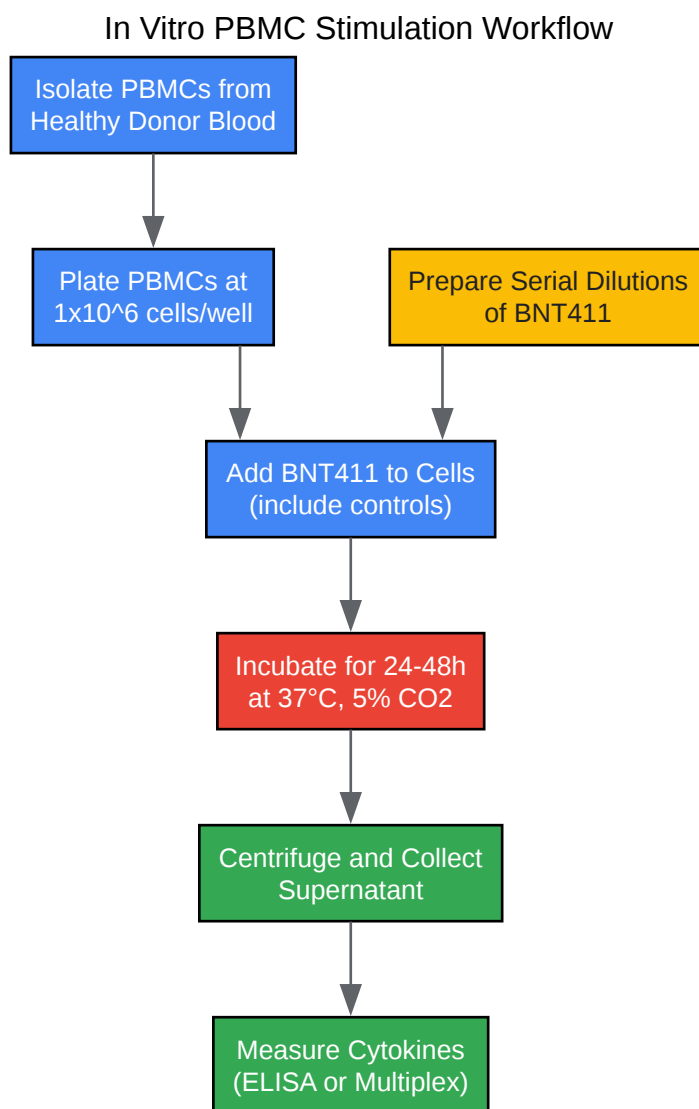 In Vitro PBMC Stimulation Workflow
Isolate PBMCs from
Healthy Donor Blood
Plate PBMCs at
1x10^6 cells/well
Prepare Serial Dilutions
of BNT411
Add BNT411 to Cells
(include controls)
Incubate for 24-48h
at 37°C, 5% CO2
Centrifuge and Collect
Supernatant
Measure Cytokines
(ELISA or Multiplex)